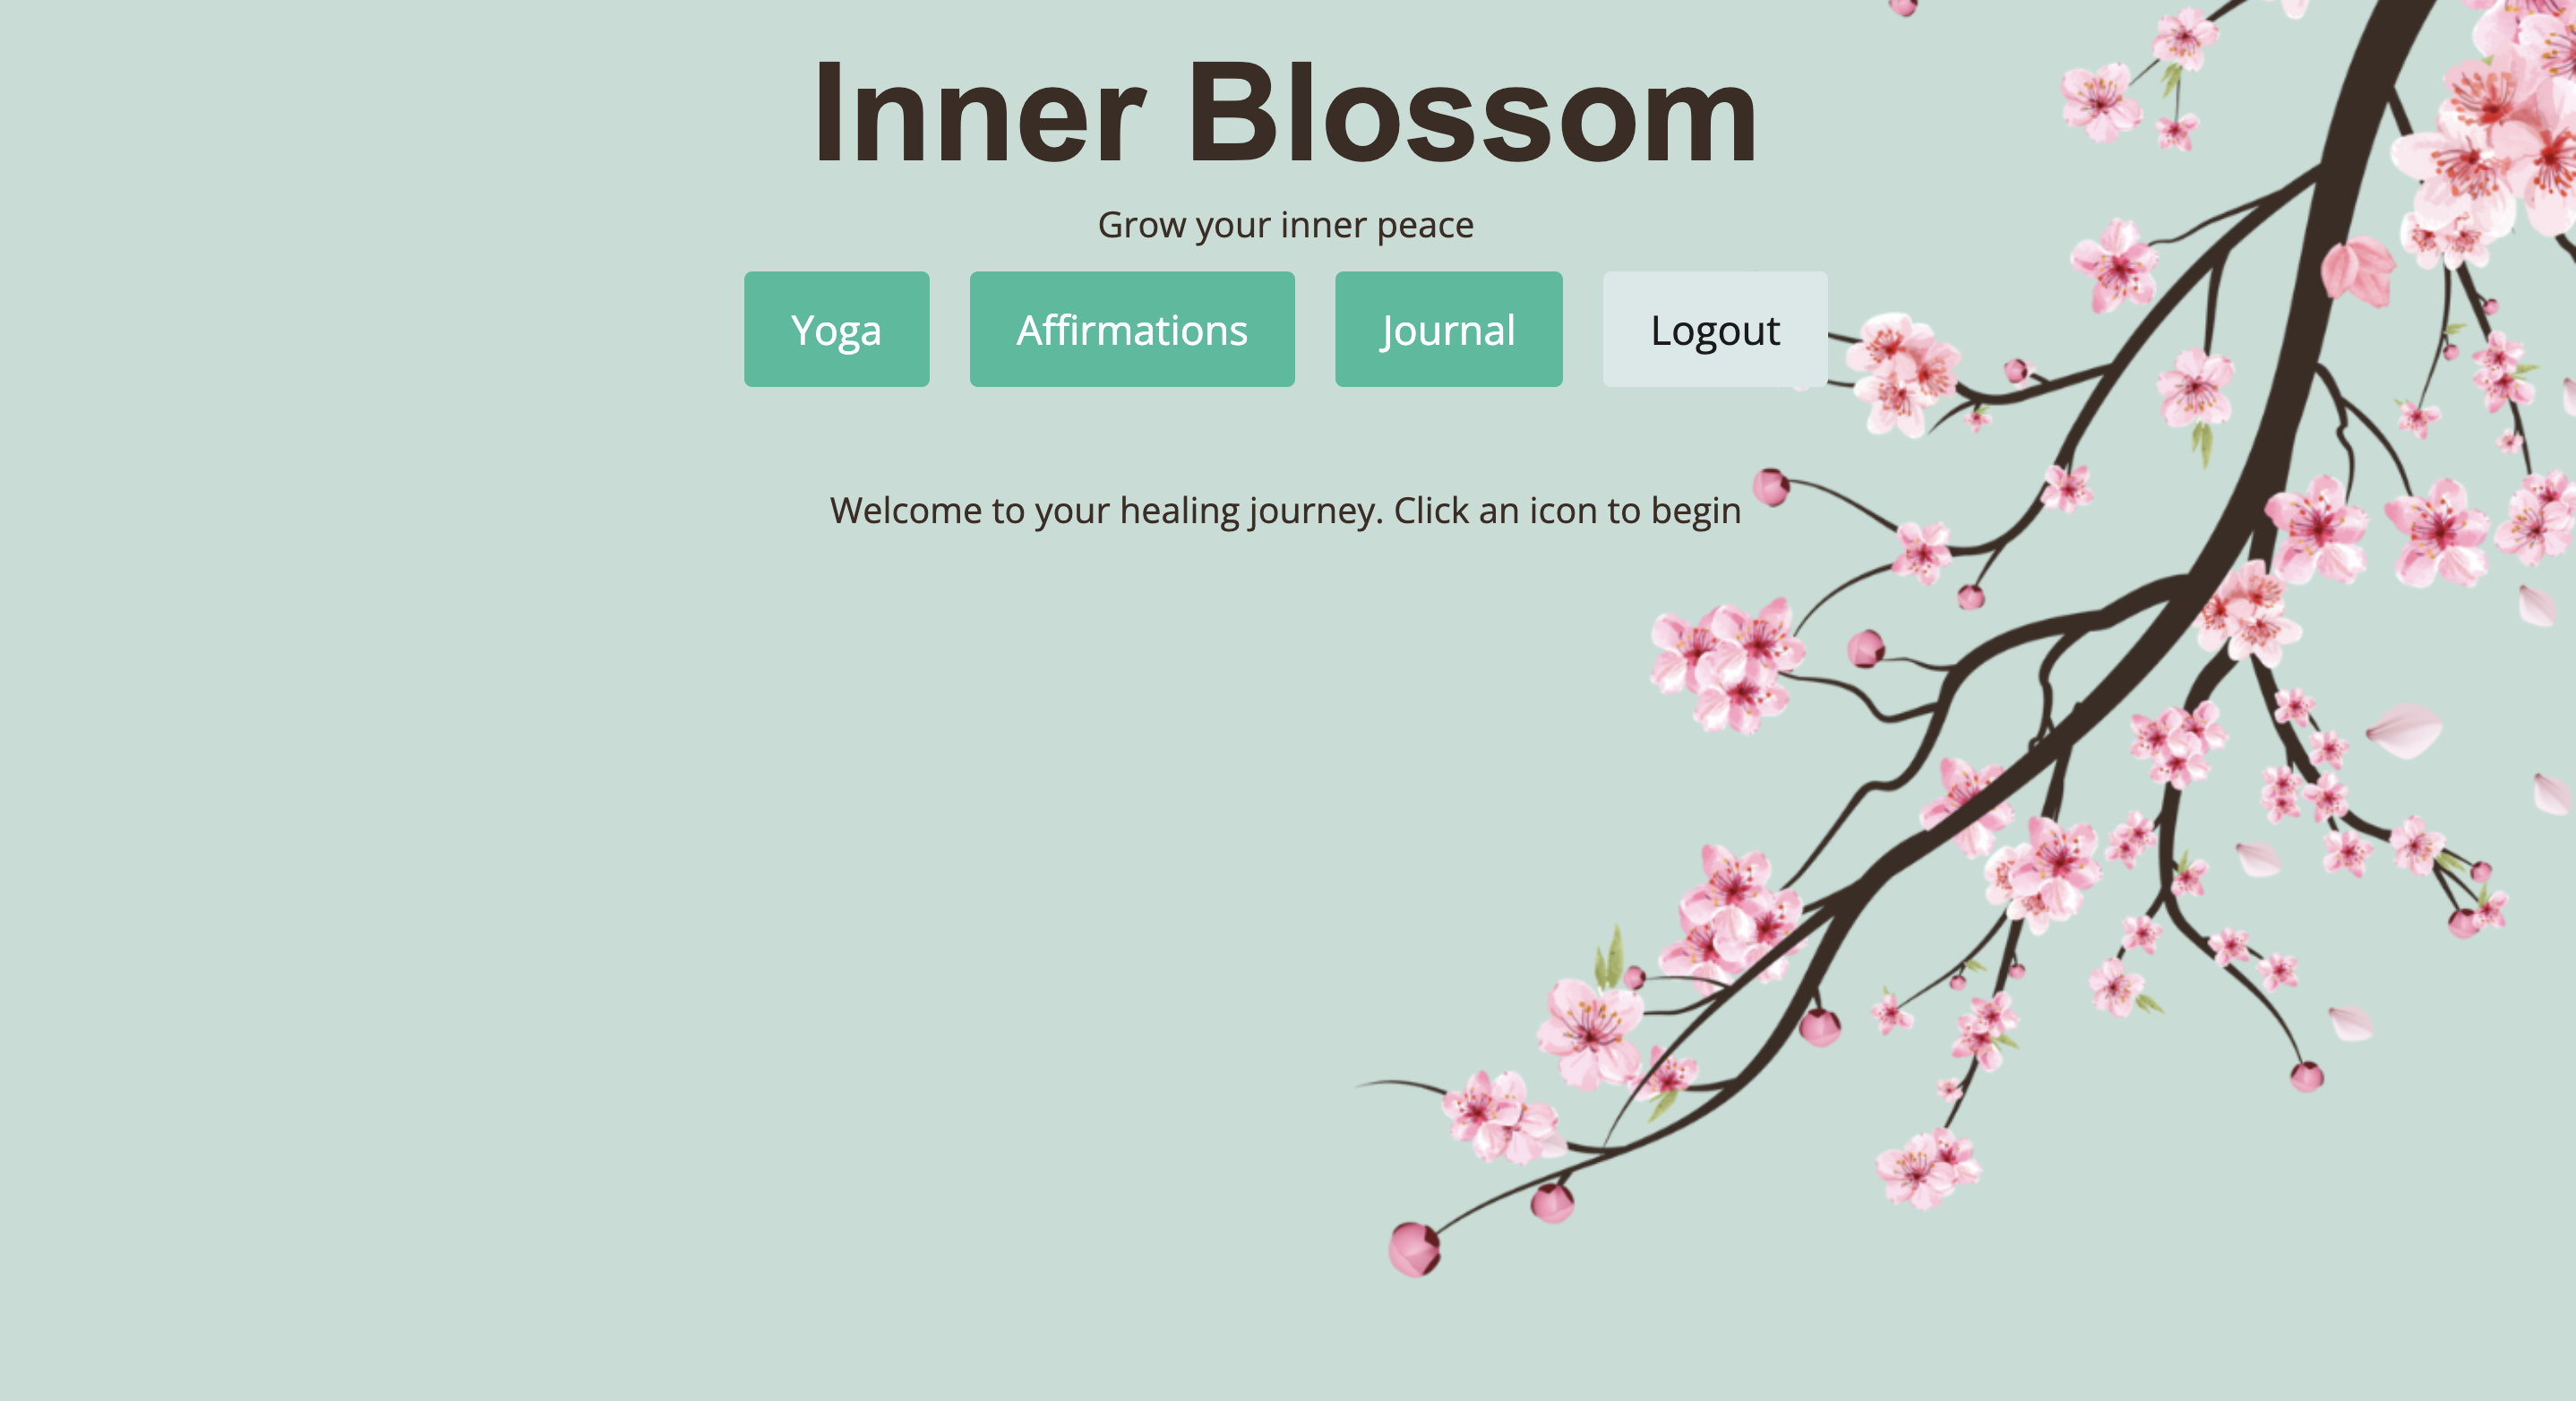 Inner Blossom
Grow your inner peace
Yoga Affirmations Journal Logout
Welcome to your healing journey. Click an icon to begin